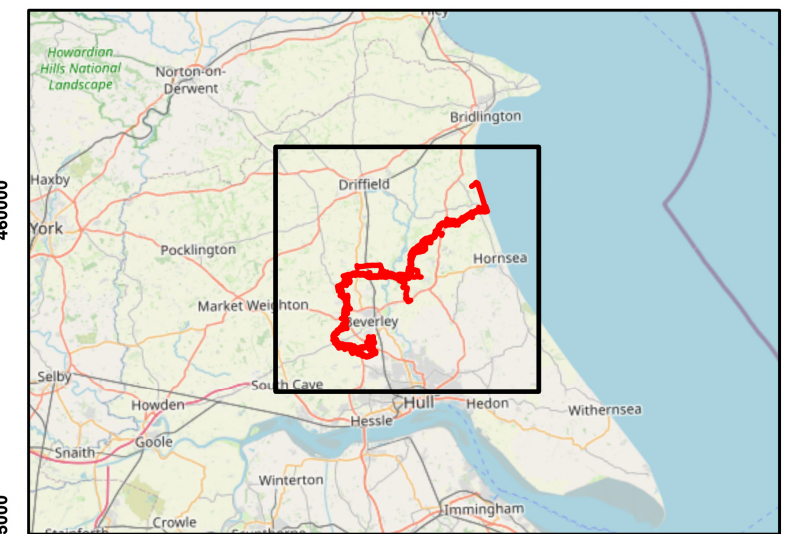 Howardian
Hills National
Landscape
Norton-on-
Derwent
Bridlington
Haxby
Driffield
460000
York
Pocklington
Hornsea
Market Weighton
Beverley
Selby
South Cave
Howden
Hull
Hedon
Withernsea
Hessle
Goole
Snaith
Winterton
Immingham
Crowle